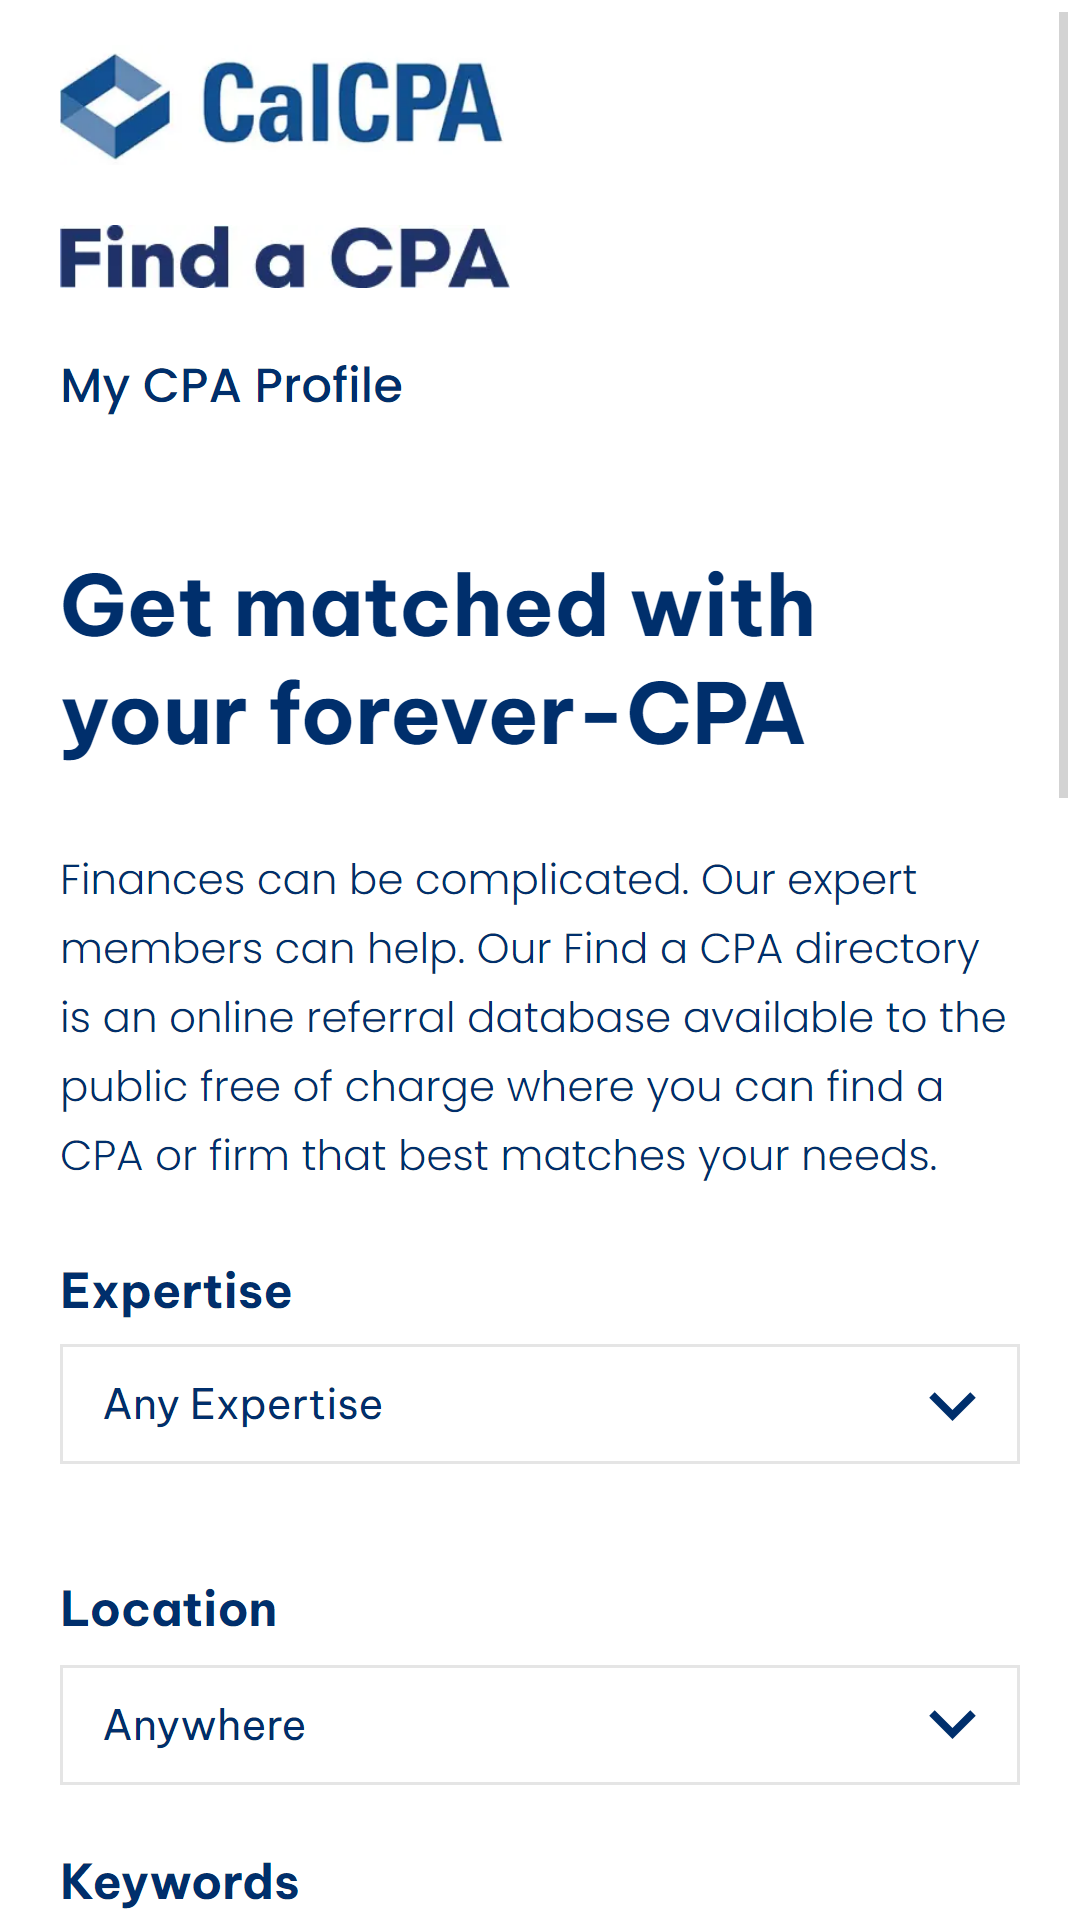 CalCPA
Find a CPA
My CPA Profile
Get matched with
your forever-CPA
Finances can be complicated. Our expert
members can help. Our Find a CPA directory
is an online referral database available to the
public free of charge where you can find a
CPA or firm that best matches your needs.
Expertise
Any Expertise
Location
Anywhere
Keywords